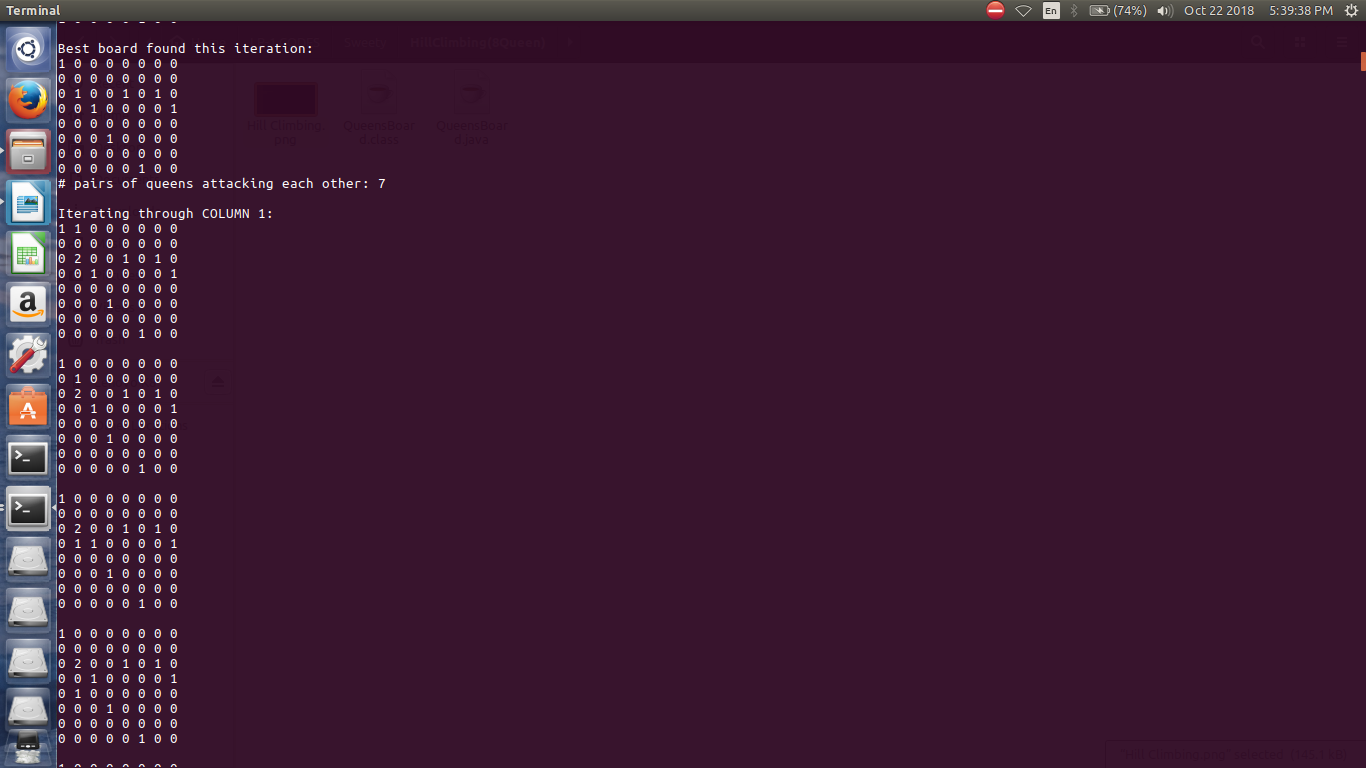 Terminal
En
(74%)
Oct 22 2018
5:39:38 PM
Best board found this iteration:
1 0 0 0 0 0 0 0
0 0 0 0 0 0 0 0
0 1 0 0 1 0 1 0
0 0 1 0 0 0 0 1
0 0 0 0 0 0 0 0
0 0 0 1 0 0 0 0
0 0 0 0 0 0 0 0
0 0 0 0 0 1 0 0
# pairs of queens attacking each other: 7
Iterating through COLUMN 1:
1 1 0 0 0 0 0 0
0 0 0 0 0 0 0 0
0 2 0 0 1 0 1 0
0 0 1 0 0 0 0 1
0 0 0 0 0 0 0 0
0 0 0 1 0 0 0 0
0 0 0 0 0 0 0 0
0 0 0 0 0 1 0 0
1 0 0 0 0 0 0 0
0 1 0 0 0 0 0 0
0 2 0 0 1 0 1 0
0 0 1 0 0 0 0 1
0 0 0 0 0 0 0 0
0 0 0 1 0 0 0 0
0 0 0 0 0 0 0 0
0 0 0 0 0 1 0 0
1 0 0 0 0 0 0 0
0 0 0 0 0 0 0 0
0 2 0 0 1 0 1 0
0 1 1 0 0 0 0 1
0 0 0 0 0 0 0 0
0 0 0 1 0 0 0 0
0 0 0 0 0 0 0 0
0 0 0 0 0 1 0 0
1 0 0 0 0 0 0 0
0 0 0 0 0 0 0 0
0 2 0 0 1 0 1 0
0 0 1 0 0 0 0 1
0 1 0 0 0 0 0 0
0 0 0 1 0 0 0 0
0 0 0 0 0 0 0 0
0 0 0 0 0 1 0 0
Hill Climbing.
png
QueensBoar
d.class
QueensBoar
d.java